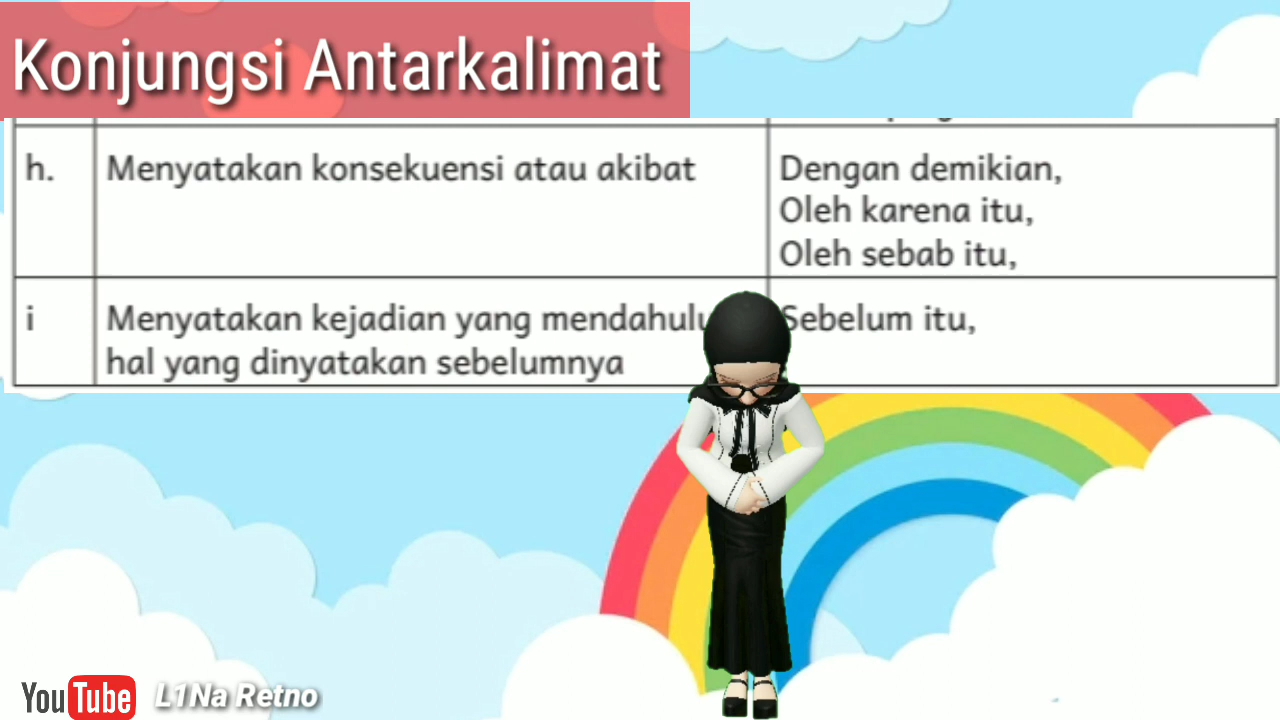 Konjungsi Antarkalimat
h. Menyatakan konsekuensi atau akibat
Dengan demikian,
Oleh karena itu,
Oleh sebab itu,
i Menyatakan kejadian yang mendahulu
hal yang dinyatakan sebelumnya
Sebelum itu,
YouTube L1Na Retno